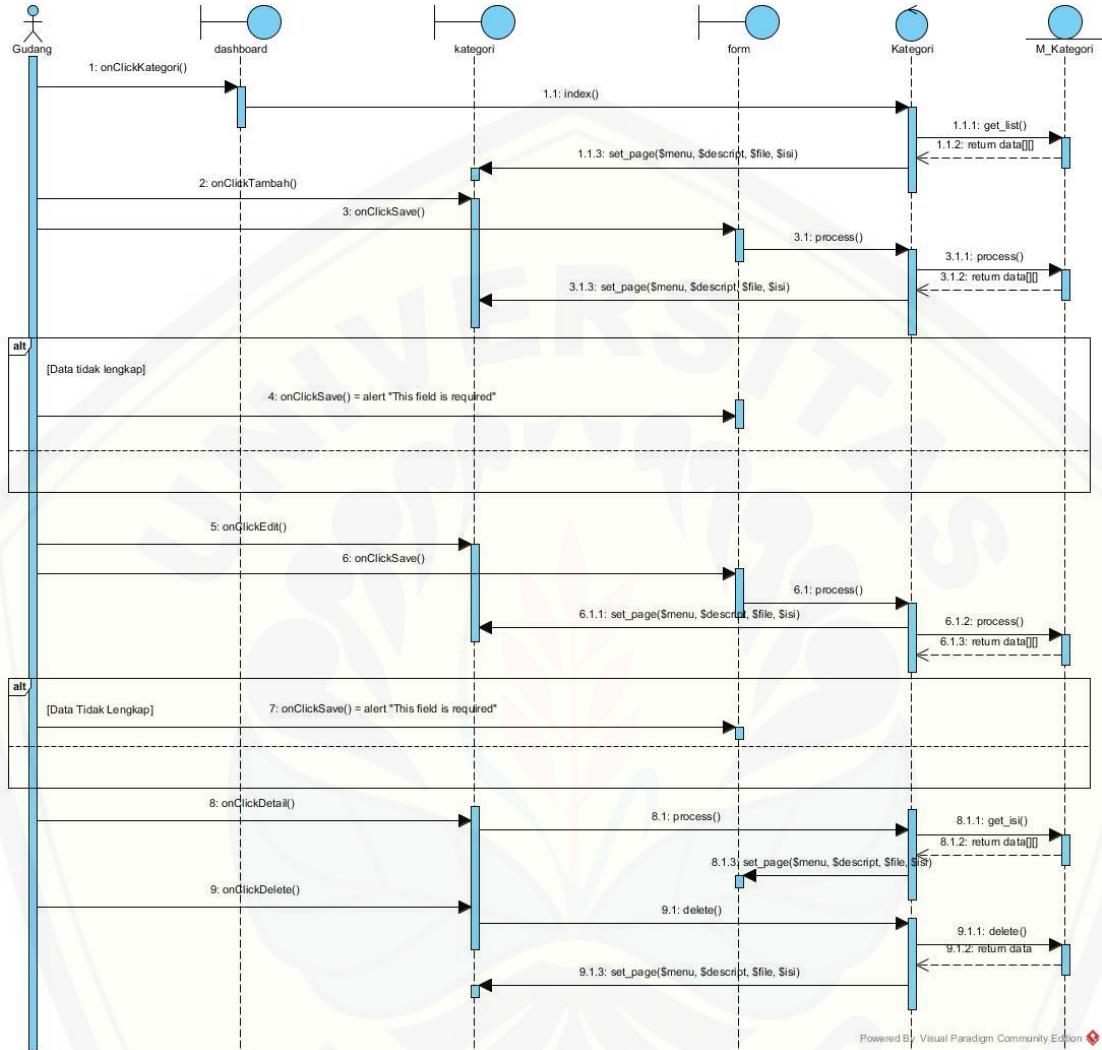 Gudang
dashboard
kategori
form
Kategori
M_Kategori
1: onClickKategori()
1.1: index()
1.1.1: get_list()
1.1.2: return data[][]
1.1.3: set_page($menu, $descript, $file, $isi)
2: onClickTambah()
3: onClickSave()
3.1: process()
3.1.1: process()
3.1.2: return data[][]
3.1.3: set_page($menu, $descript, $file, $isi)
UNIVERSITAS
alt
[Data tidak lengkap]
4: onClickSave() = alert "This field is required"
5: onClickEdit()
6: onClickSave()
6.1: process()
6.1.1: set_page($menu, $descript, $file, $isi)
6.1.2: process()
6.1.3: return data[][]
alt
[Data Tidak Lengkap]
7: onClickSave() = alert "This field is required"
8: onClickDetail()
8.1: process()
8.1.1: get_isi()
8.1.2: return data[][]
8.1.3: set_page($menu, $descript, $file, $isi)
9: onClickDelete()
9.1: delete()
9.1.1: delete()
9.1.2: return data
9.1.3: set_page($menu, $descript, $file, $isi)
Powered By Visual Paradigm Community Edition